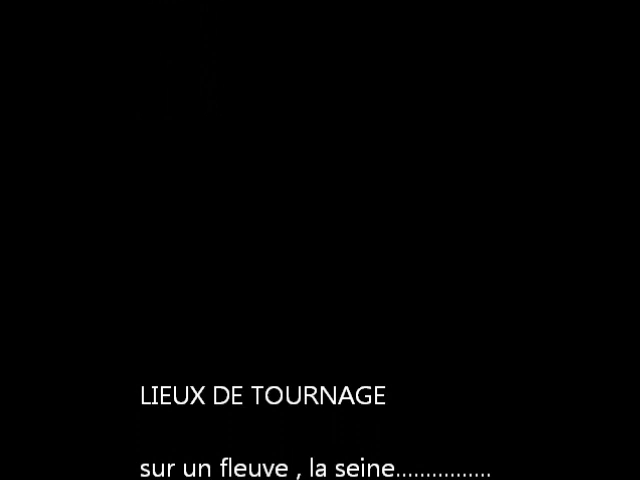 LIEUX DE TOURNAGE
sur un fleuve , la seine................